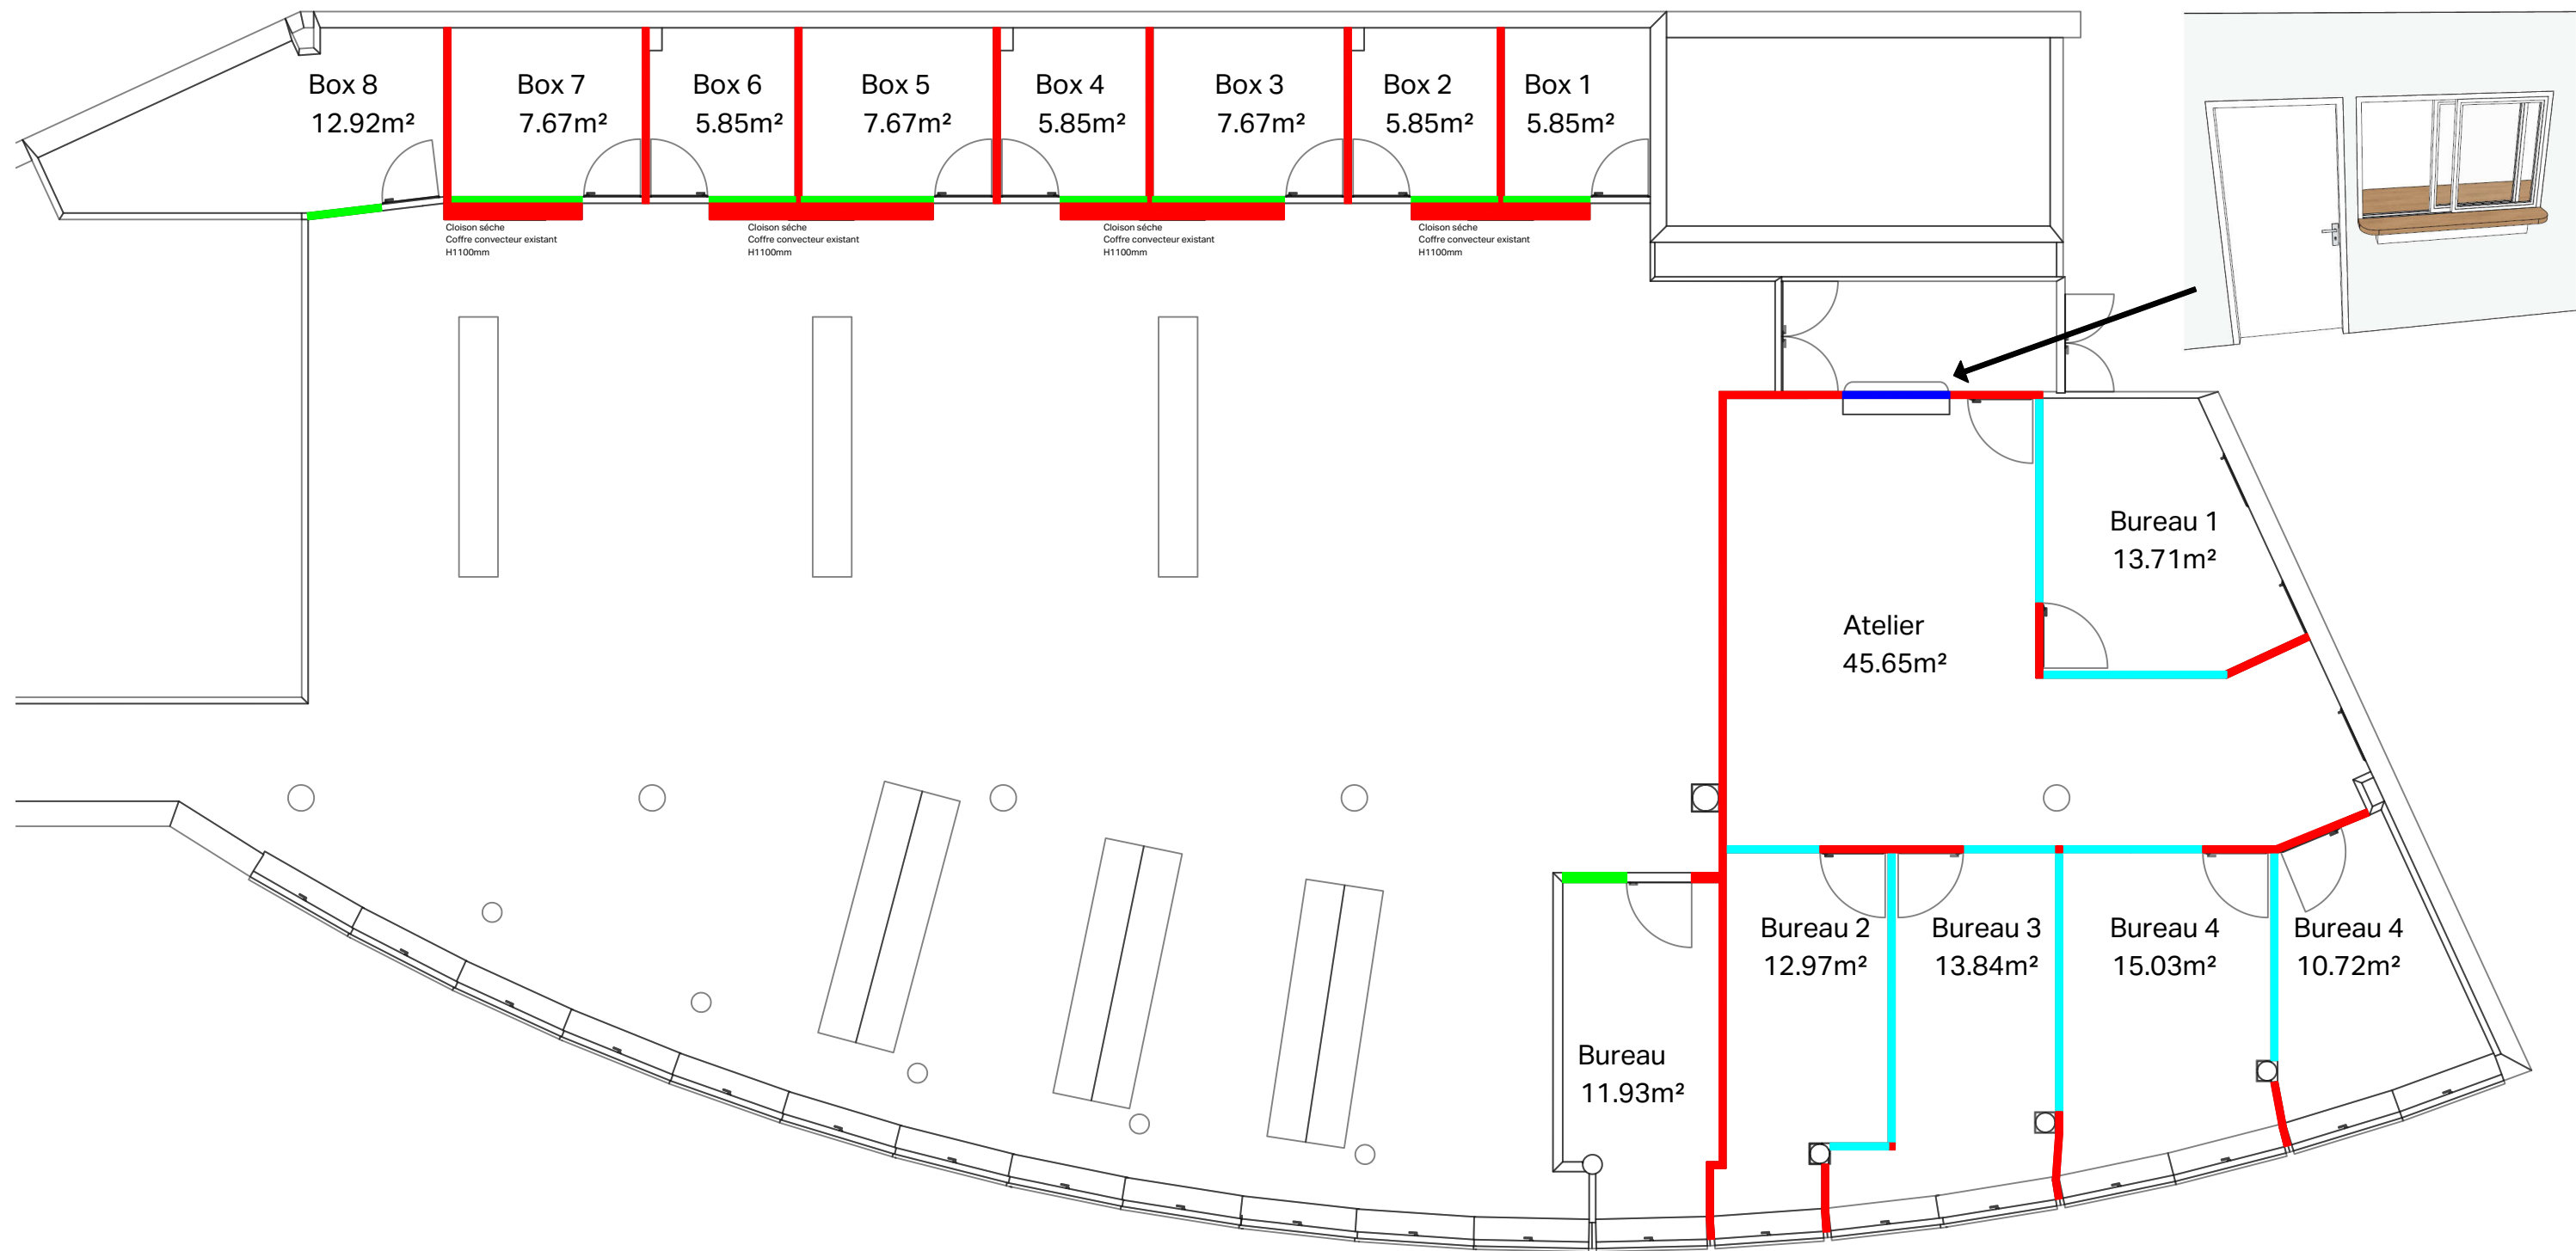 Box 8
12.92m²
Box 7
7.67m²
Box 6
5.85m²
Box 5
7.67m²
Box 4
5.85m²
Box 3
7.67m²
Box 2
5.85m²
Box 1
5.85m²
Cloison séche
Coffre convecteur existant
H1100mm
Cloison séche
Coffre convecteur existant
H1100mm
Cloison séche
Coffre convecteur existant
H1100mm
Cloison séche
Coffre convecteur existant
H1100mm
Bureau 1
13.71m²
Atelier
45.65m²
Bureau 2
12.97m²
Bureau 3
13.84m²
Bureau 4
15.03m²
Bureau 4
10.72m²
Bureau
11.93m²